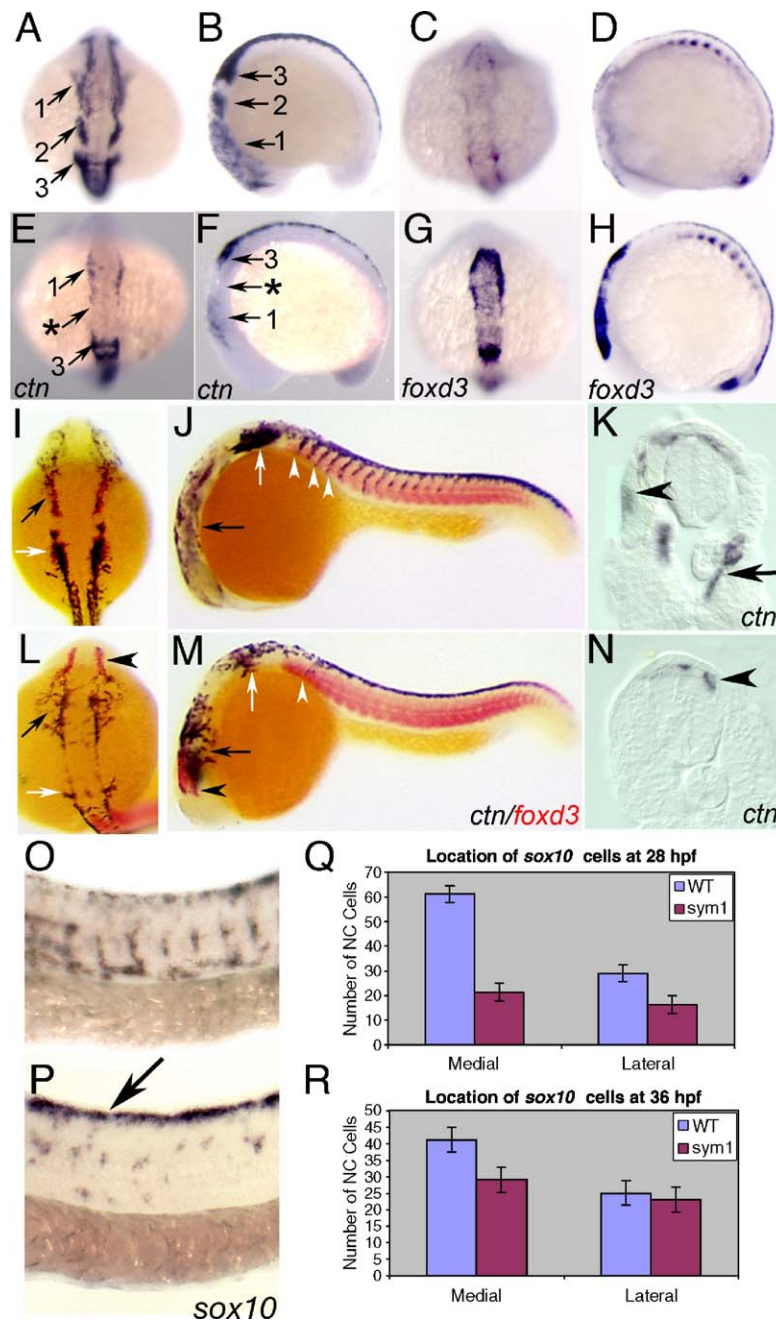 A
B
C
D
1
2
3
3
2
1
E
F
G
H
1
*
3
3
*
1
ctn
ctn
foxd3
foxd3
I
J
K
ctn
L
M
N
ctn/foxd3
ctn
O
Q
Location of sox10 cells at 28 hpf
Number of NC Cells
70
60
50
40
30
20
10
0
WT
sym1
Medial
Lateral
P
sox10
R
Location of sox10 cells at 36 hpf
Number of NC Cells
50
45
40
35
30
25
20
15
10
5
0
WT
sym1
Medial
Lateral